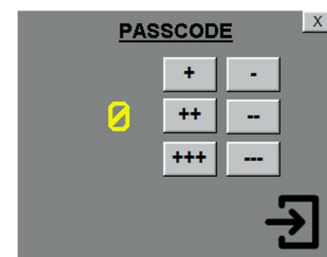 X
PASSCODE
+ -
0 ++ --
+++ ---